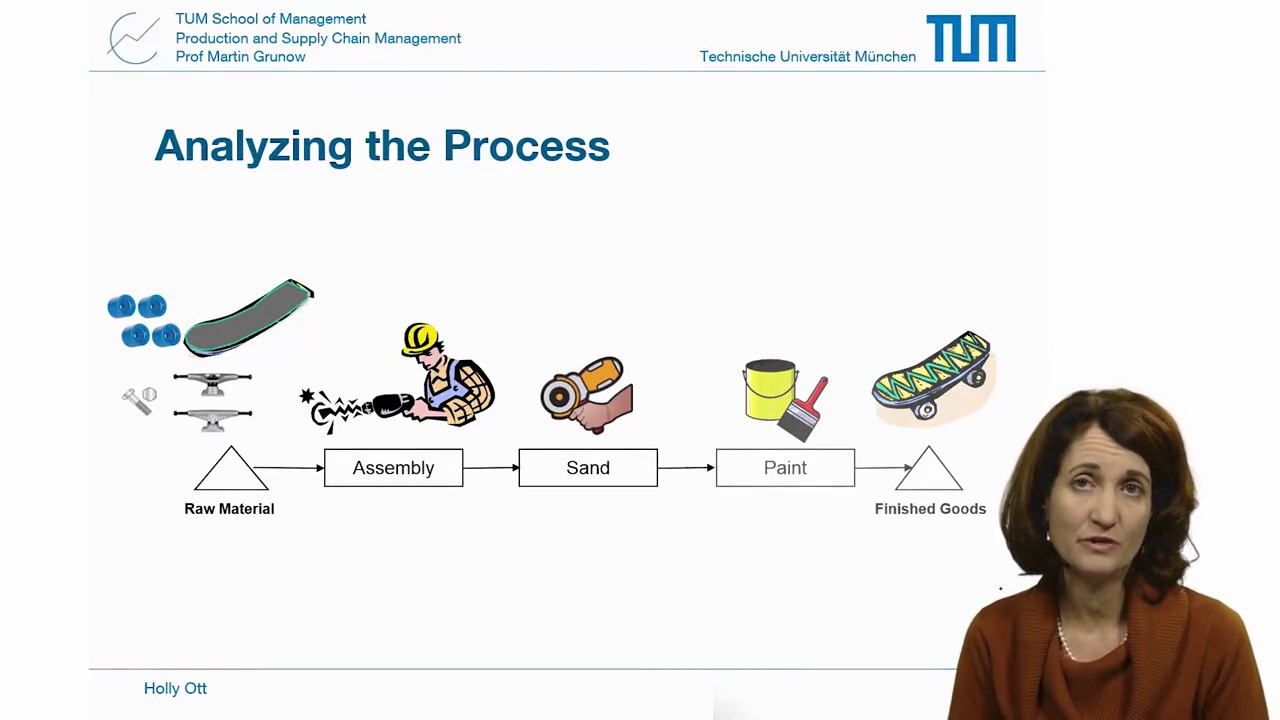 TUM School of Management
Production and Supply Chain Management
Prof Martin Grunow
Technische Universität München
TUM
Analyzing the Process
Assembly
Sand
Paint
Raw Material
Finished Goods
Holly Ott